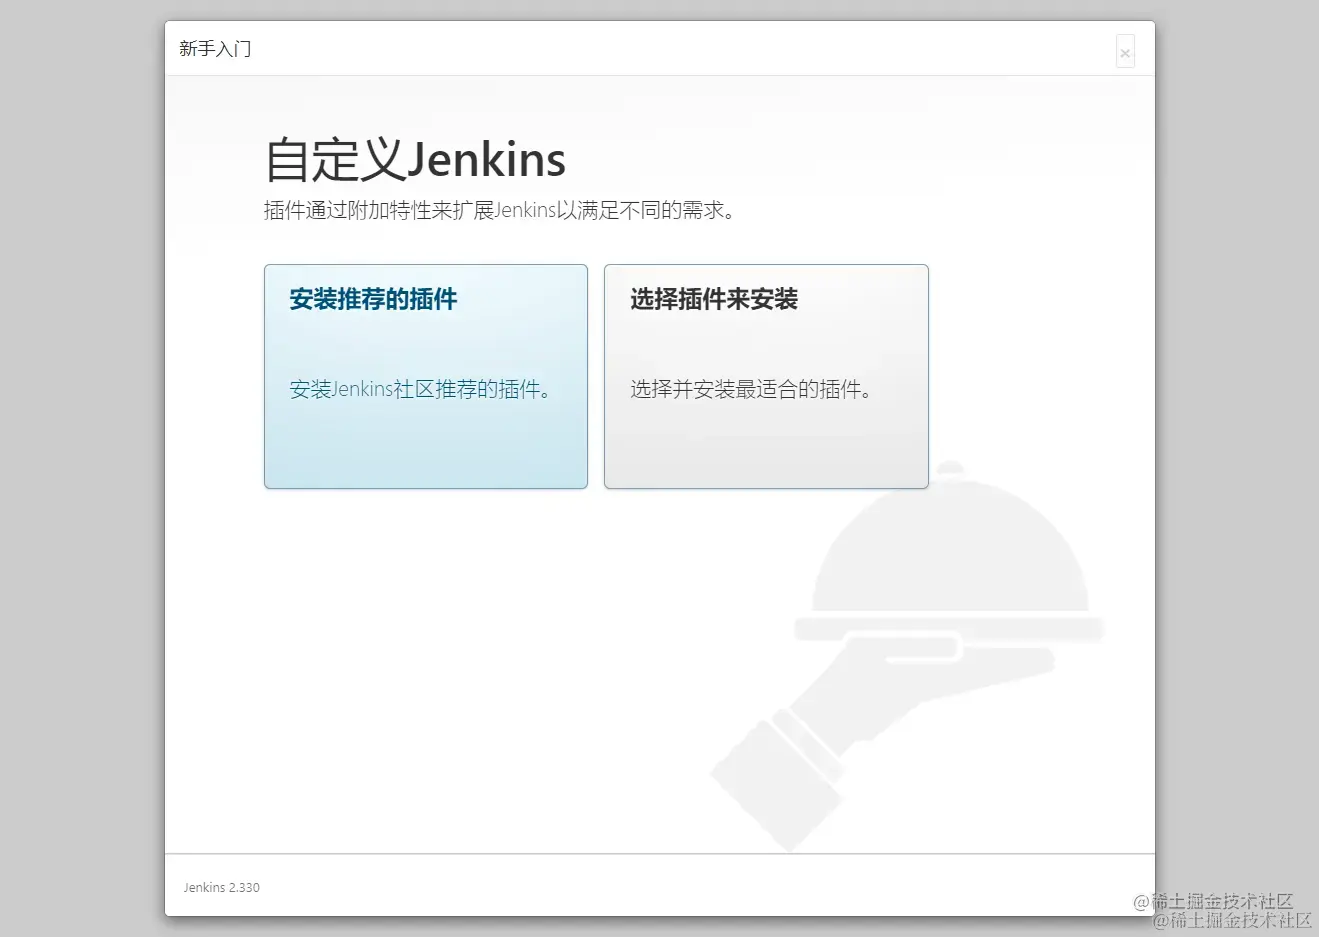 新手入门
×
自定义Jenkins
插件通过附加特性来扩展Jenkins以满足不同的需求。
安装推荐的插件
安装Jenkins社区推荐的插件。
选择插件来安装
选择并安装最适合的插件。
Jenkins 2.330
@稀土掘金技术社区
@稀土掘金技术社区